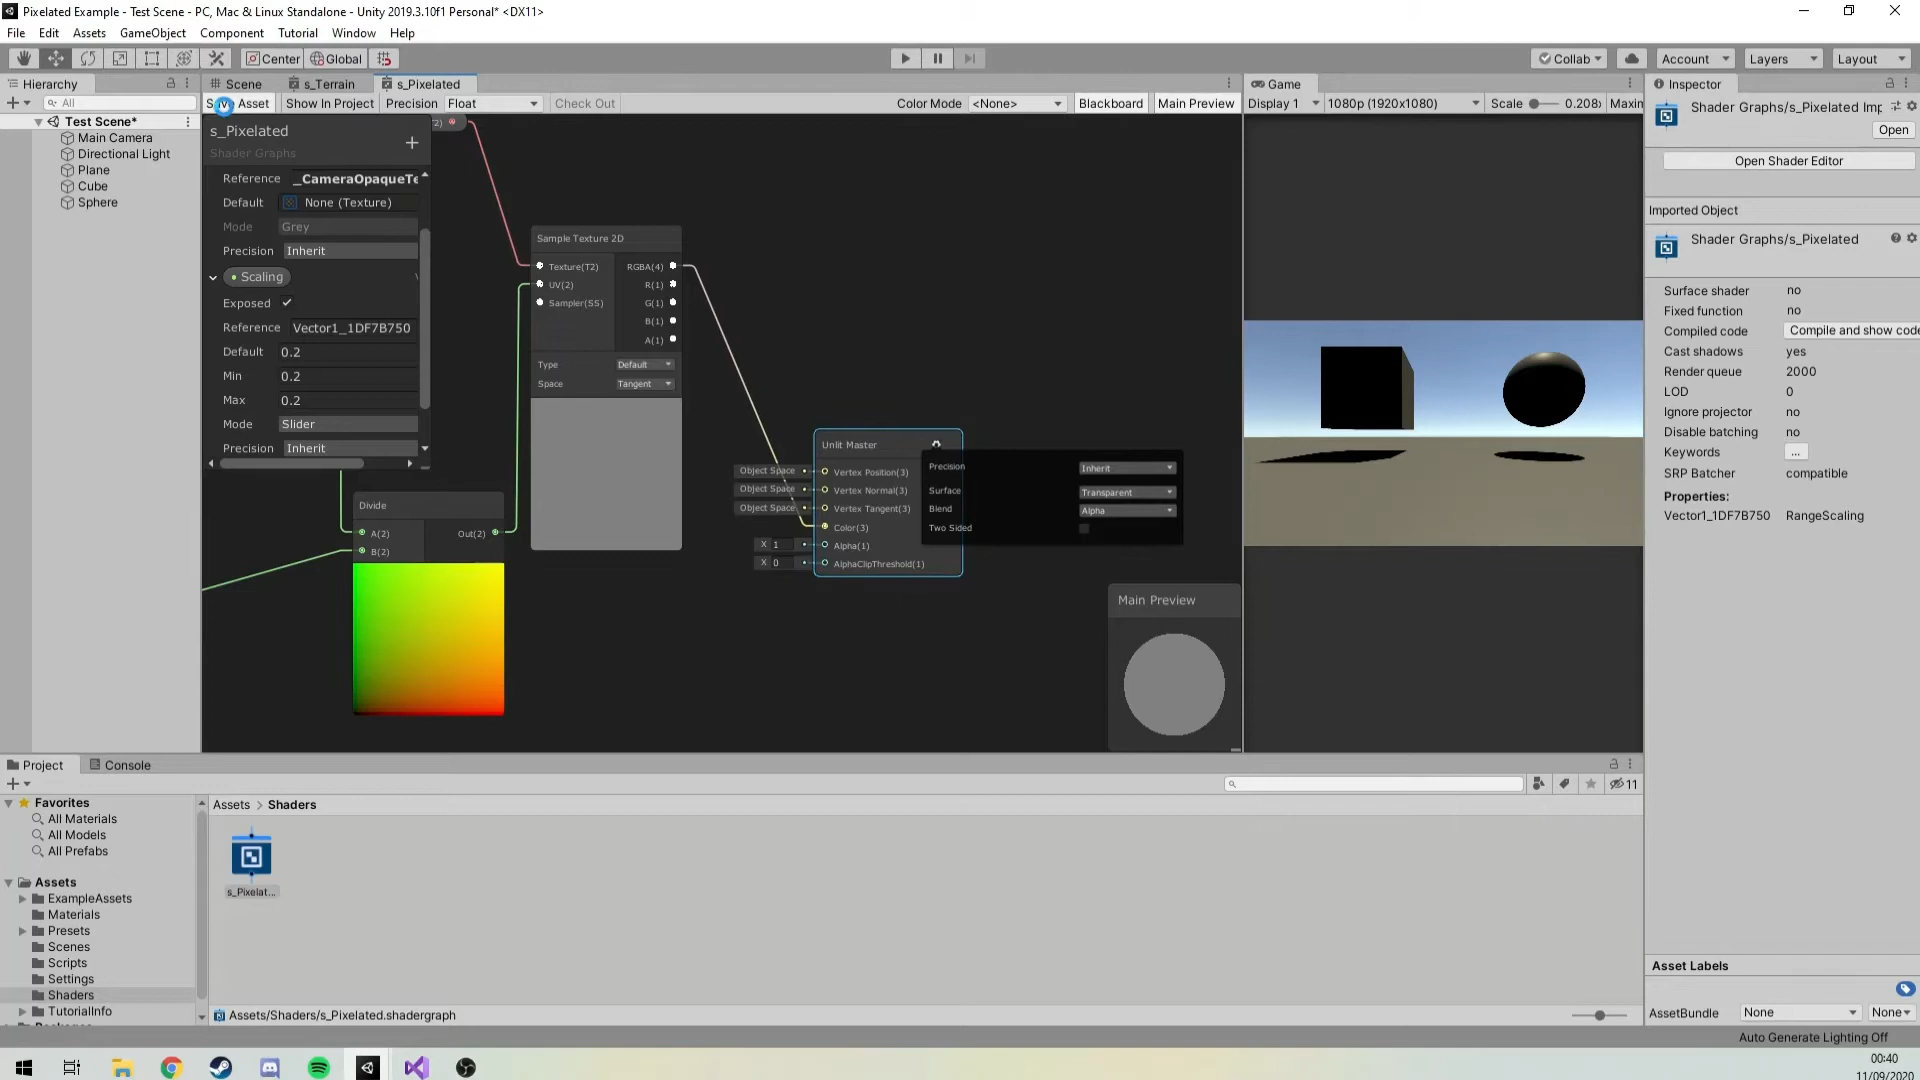 Pixelated Example - Test Scene - PC, Mac & Linux Standalone - Unity 2019.3.10f1 Personal* <DX11>
File Edit Assets GameObject Component Tutorial Window Help
Center Global Collab Account Layers Layout
Hierarchy
All
Test Scene*
Main Camera
Directional Light
Plane
Cube
Sphere
Scene s_Terrain s_Pixelated
Asset Show In Project Precision Float Check Out Color Mode <None> Blackboard Main Preview
s_Pixelated
Shader Graphs
Reference _CameraOpaqueTe
Default None (Texture)
Mode Grey
Precision Inherit
Scaling
Exposed
Reference Vector1_1DF7B750
Default 0.2
Min 0.2
Max 0.2
Mode Slider
Precision Inherit
Sample Texture 2D
Texture(T2) RGBA(4)
UV(2) R(1)
Sampler(SS) G(1)
B(1)
A(1)
Type Default
Space Tangent
Divide
A(2) Out(2)
B(2)
Unlit Master
Object Space Vertex Position(3)
Object Space Vertex Normal(3)
Object Space Vertex Tangent(3)
Color(3)
X 1 Alpha(1)
X 0 AlphaClipThreshold(1)
Precision Inherit
Surface Transparent
Blend Alpha
Two Sided
Main Preview
Game
Display 1 1080p (1920x1080) Scale 0.208 Maxin
Inspector
Shader Graphs/s_Pixelated Imp
Open
Open Shader Editor
Imported Object
Shader Graphs/s_Pixelated
Surface shader no
Fixed function no
Compiled code Compile and show code
Cast shadows yes
Render queue 2000
LOD 0
Ignore projector no
Disable batching no
Keywords ...
SRP Batcher compatible
Properties:
Vector1_1DF7B750 RangeScaling
Asset Labels
AssetBundle None None
Project Console
11
Favorites
All Materials
All Models
All Prefabs
Assets
ExampleAssets
Materials
Presets
Scenes
Scripts
Settings
Shaders
TutorialInfo
Assets > Shaders
s_Pixelat...
Assets/Shaders/s_Pixelated.shadergraph
Auto Generate Lighting Off
00:40
11/09/2020